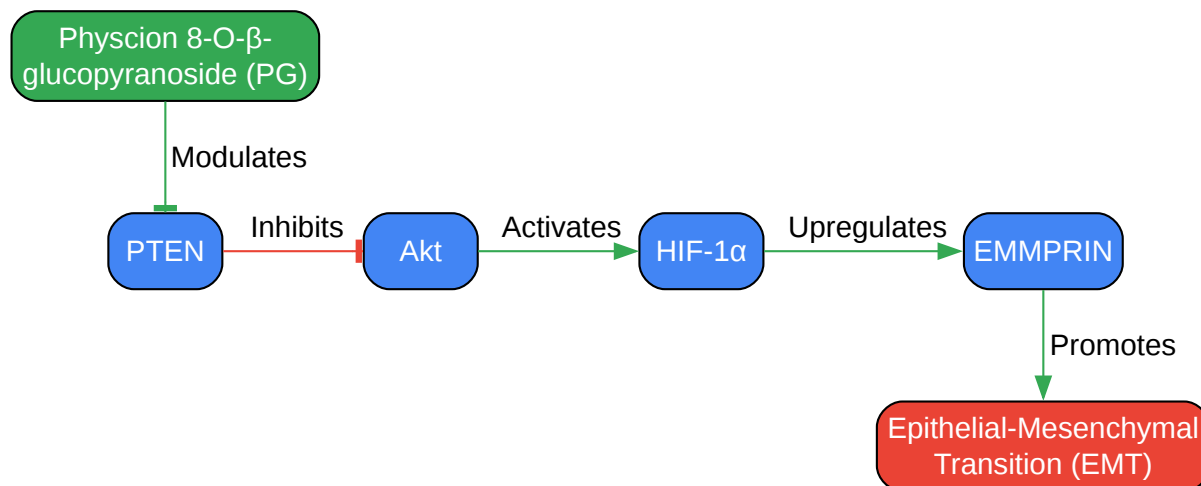 Physcion 8-O-β-
glucopyranoside (PG)
Modulates
PTEN
Inhibits
Akt
Activates
HIF-1α
Upregulates
EMMPRIN
Promotes
Epithelial-Mesenchymal
Transition (EMT)